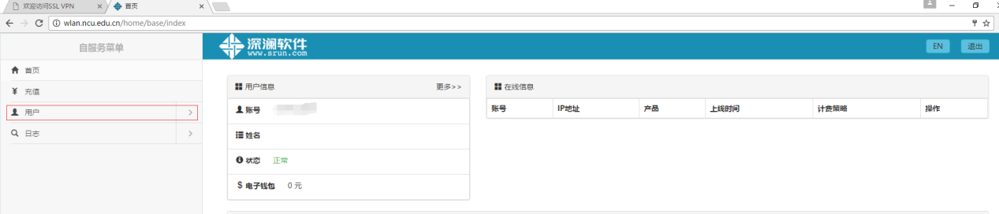 欢迎访问SSL VPN
首页
wlan.ncu.edu.cn/home/base/index
自服务菜单
深澜软件
www.srun.com
EN
退出
首页
充值
用户
日志
用户信息
更多>>
账号
姓名
状态 正常
电子钱包 0 元
在线信息
账号 IP地址 产品 上线时间 计费策略 操作